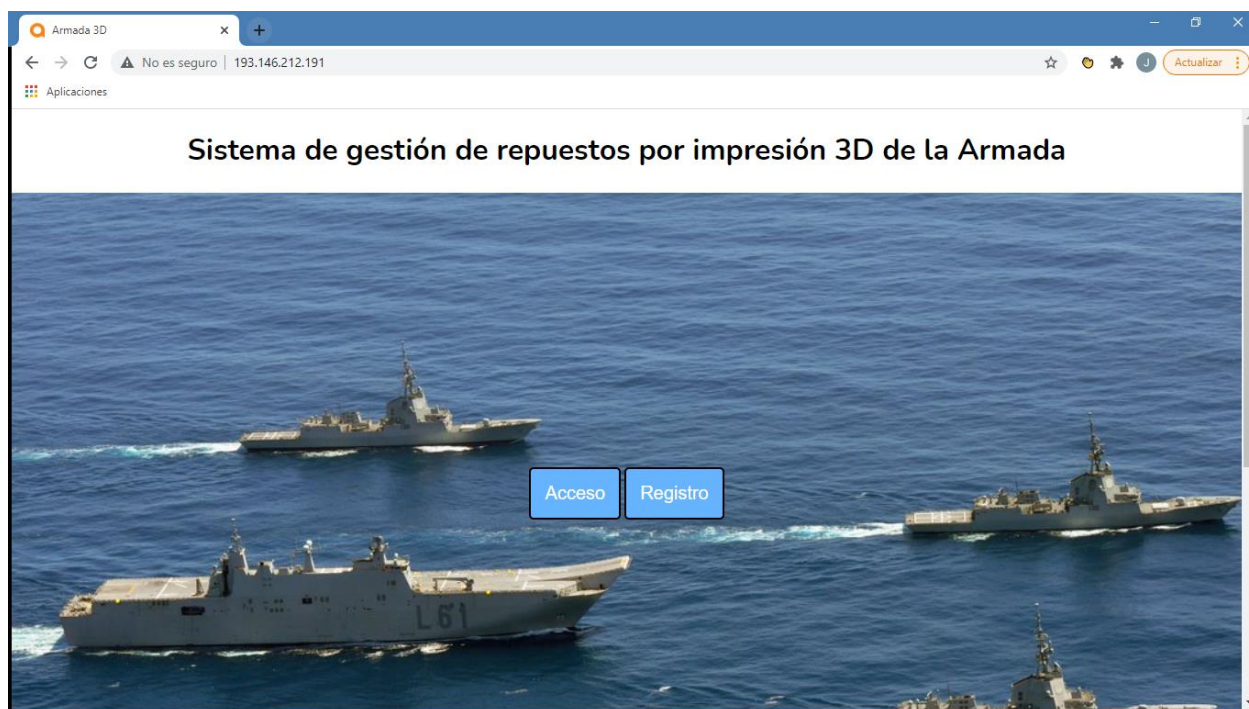 Armada 3D
No es seguro | 193.146.212.191
J
Actualizar
Aplicaciones
Sistema de gestión de repuestos por impresión 3D de la Armada
Acceso
Registro
L61